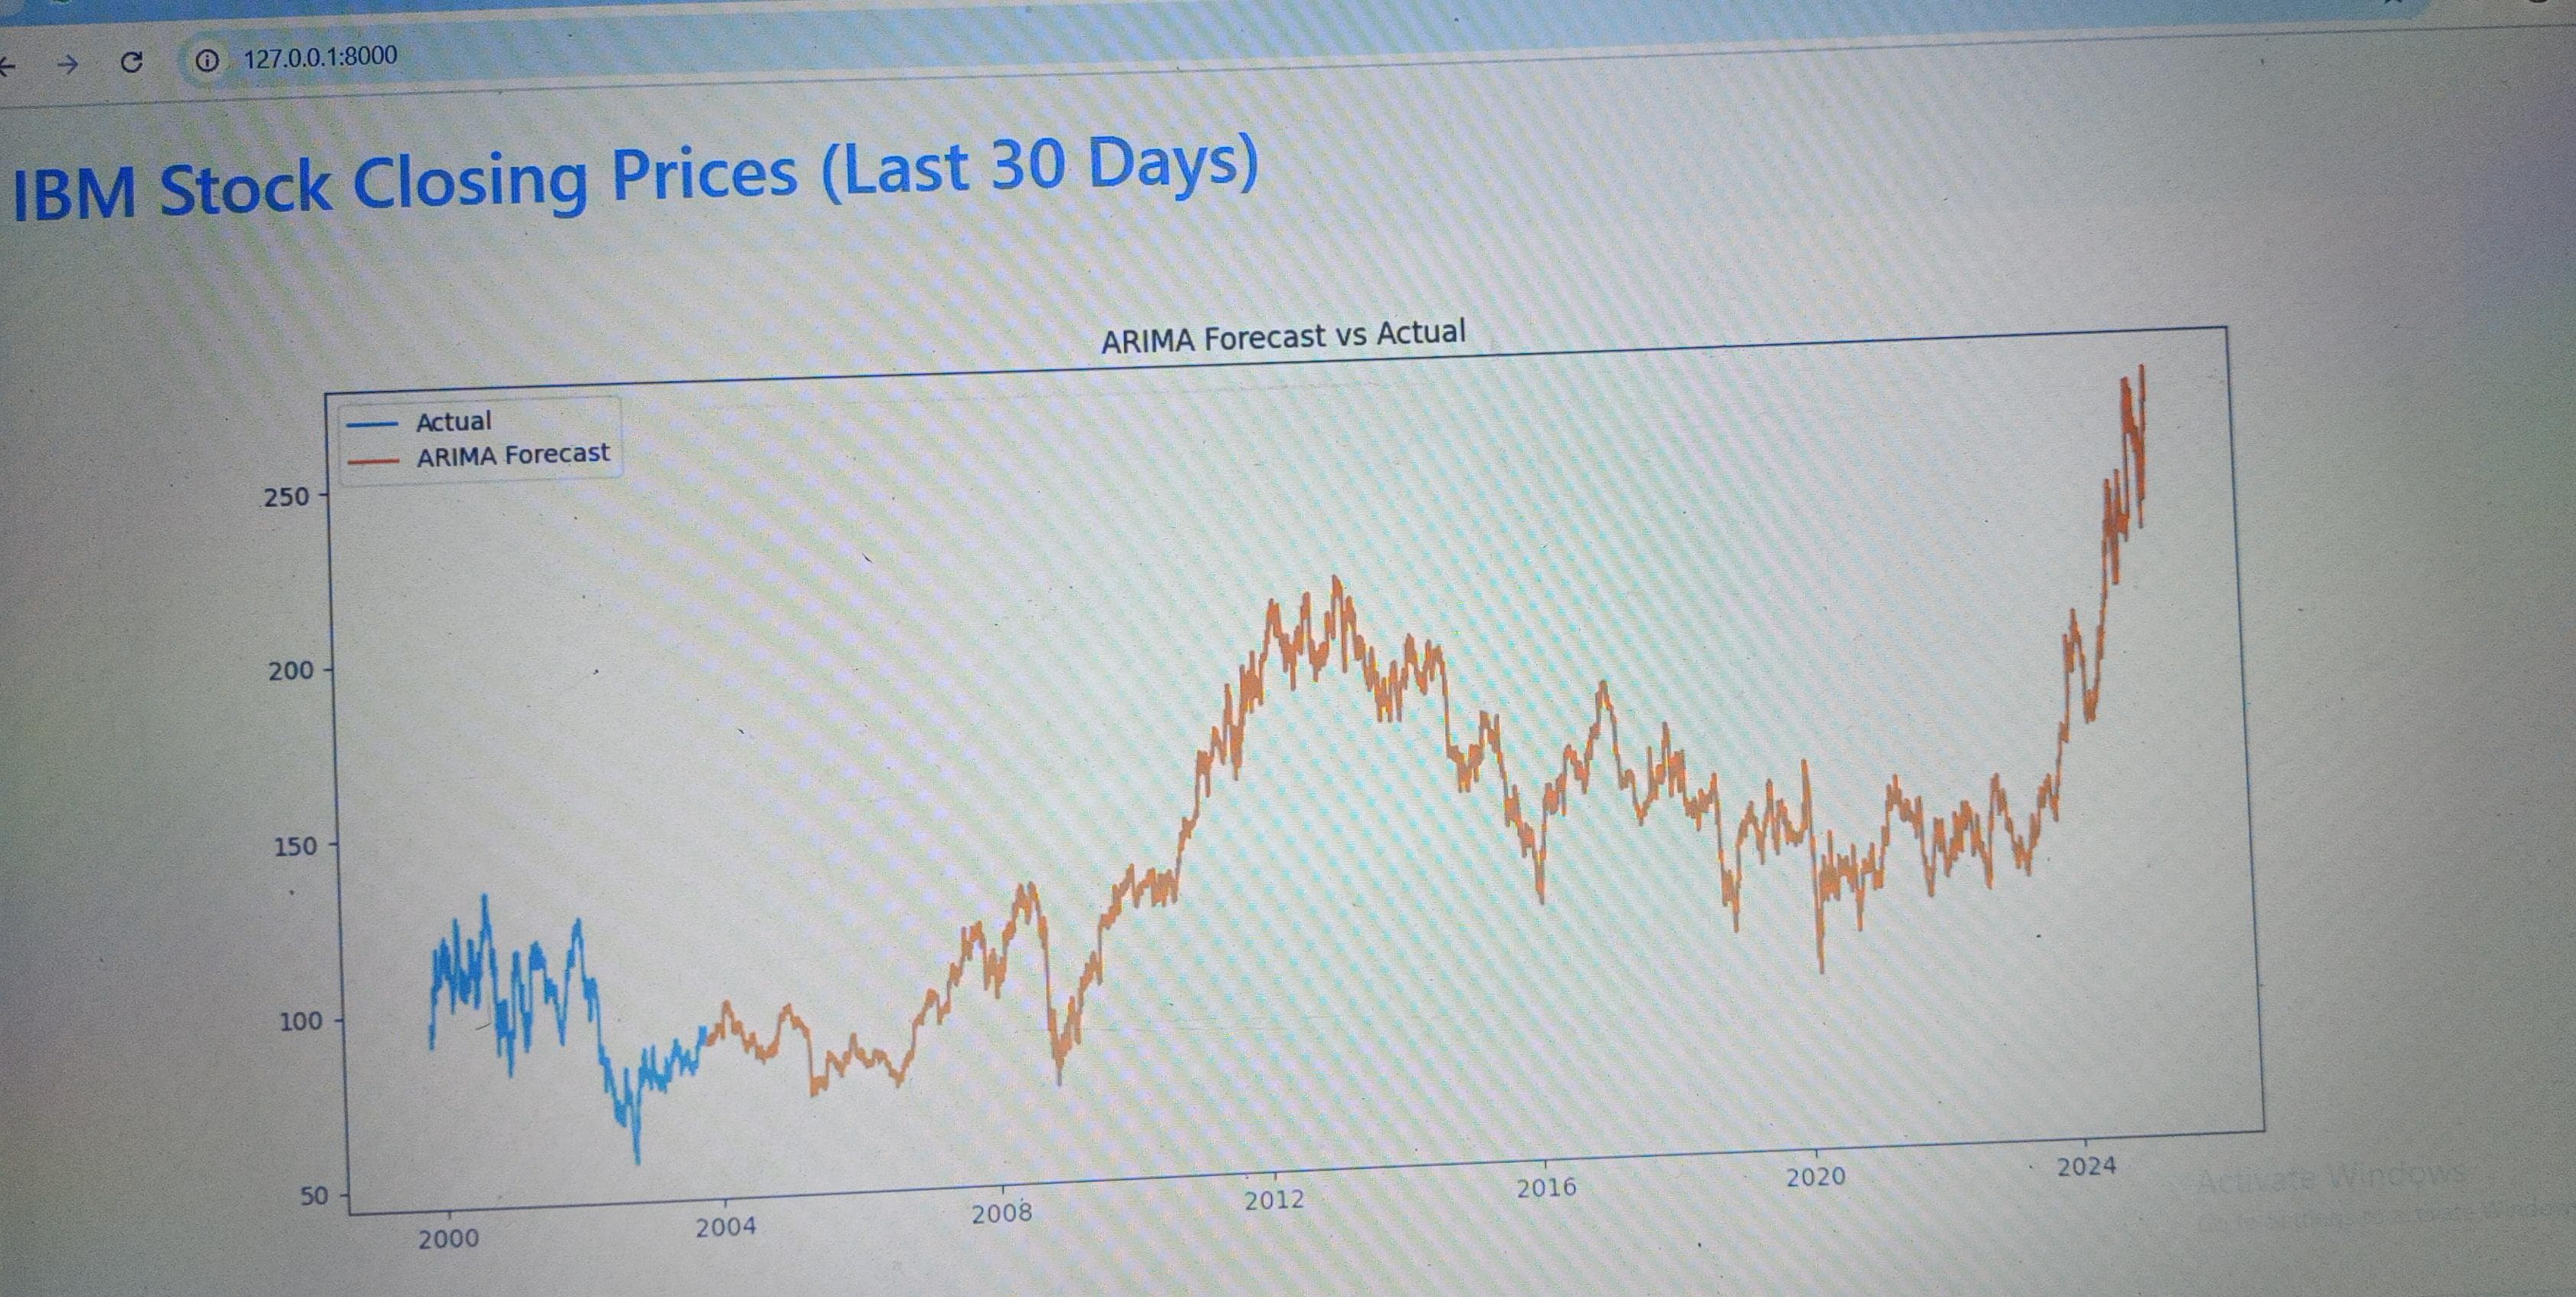 127.0.0.1:8000
IBM Stock Closing Prices (Last 30 Days)
ARIMA Forecast vs Actual
Actual
ARIMA Forecast
250
200
150
100
50
2000
2004
2008
2012
2016
2020
2024
Activate Windows